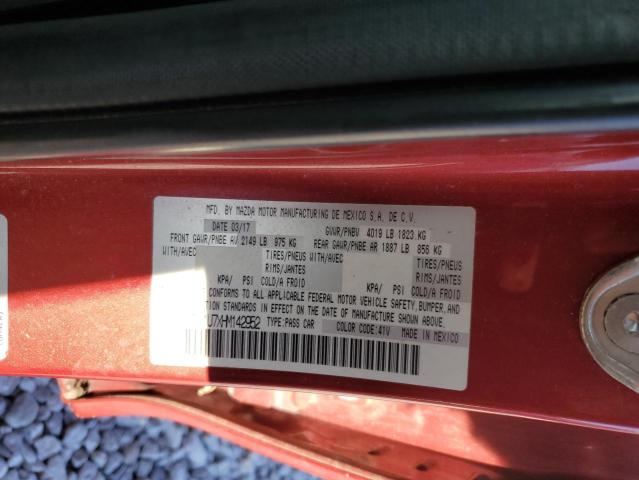 MFD. BY MAZDA MOTOR MANUFACTURING DE MEXICO S.A. DE C.V.
DATE 03/17 GVWR/PNBV 4019 LB 1823 KG
FRONT GAWR/PNBE AV 2149 LB 975 KG REAR GAWR/PNBE AR 1887 LB 856 KG
WITH/AVEC TIRES/PNEUS WITH/AVEC TIRES/PNEUS
RIMS/JANTES RIMS/JANTES
KPA/ PSI COLD/A FROID KPA/ PSI COLD/A FROID
CONFORMS TO ALL APPLICABLE FEDERAL MOTOR VEHICLE SAFETY, BUMPER, AND
STANDARDS IN EFFECT ON THE DATE OF MANUFACTURE SHOWN ABOVE.
U7XHM142952 TYPE:PASS CAR COLOR CODE:41V MADE IN MEXICO